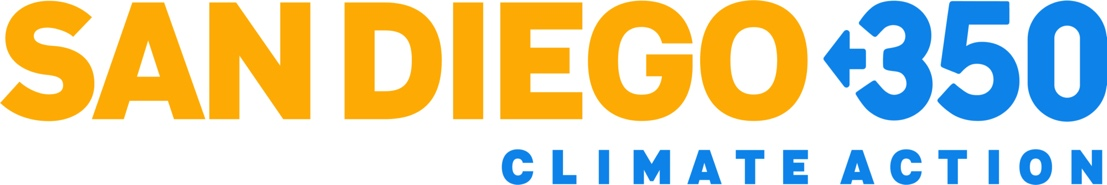 SAN DIEGO 350
CLIMATE ACTION